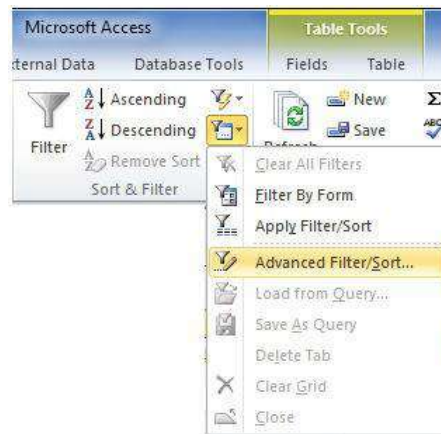 Microsoft Access
Table Tools
ternal Data
Database Tools
Fields
Table
Filter
Ascending
Descending
Remove Sort
Sort & Filter
New
Save
Σ
ABC
Clear All Filters
Filter By Form
Apply Filter/Sort
Advanced Filter/Sort...
Load from Query...
Save As Query
Delete Tab
Clear Grid
Close